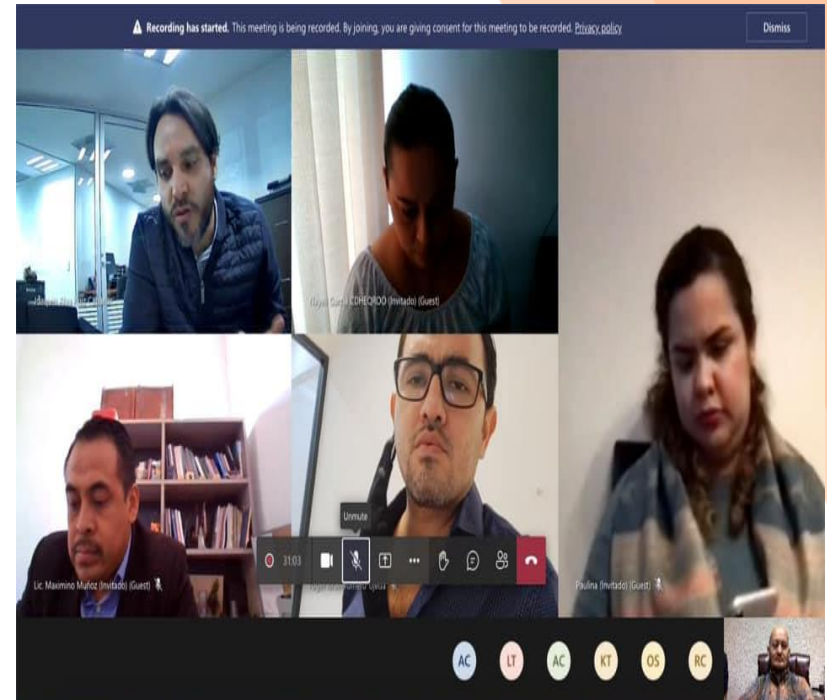 Recording has started. This meeting is being recorded. By joining, you are giving consent for this meeting to be recorded. Privacy policy
Dismiss
CDHEQROO (Invitado) (Guest)
Unmute
31:03
Lic. Maximino Muñoz (Invitado) (Guest)
Paulina (Invitado) (Guest)
AC
LT
AC
KT
OS
RC